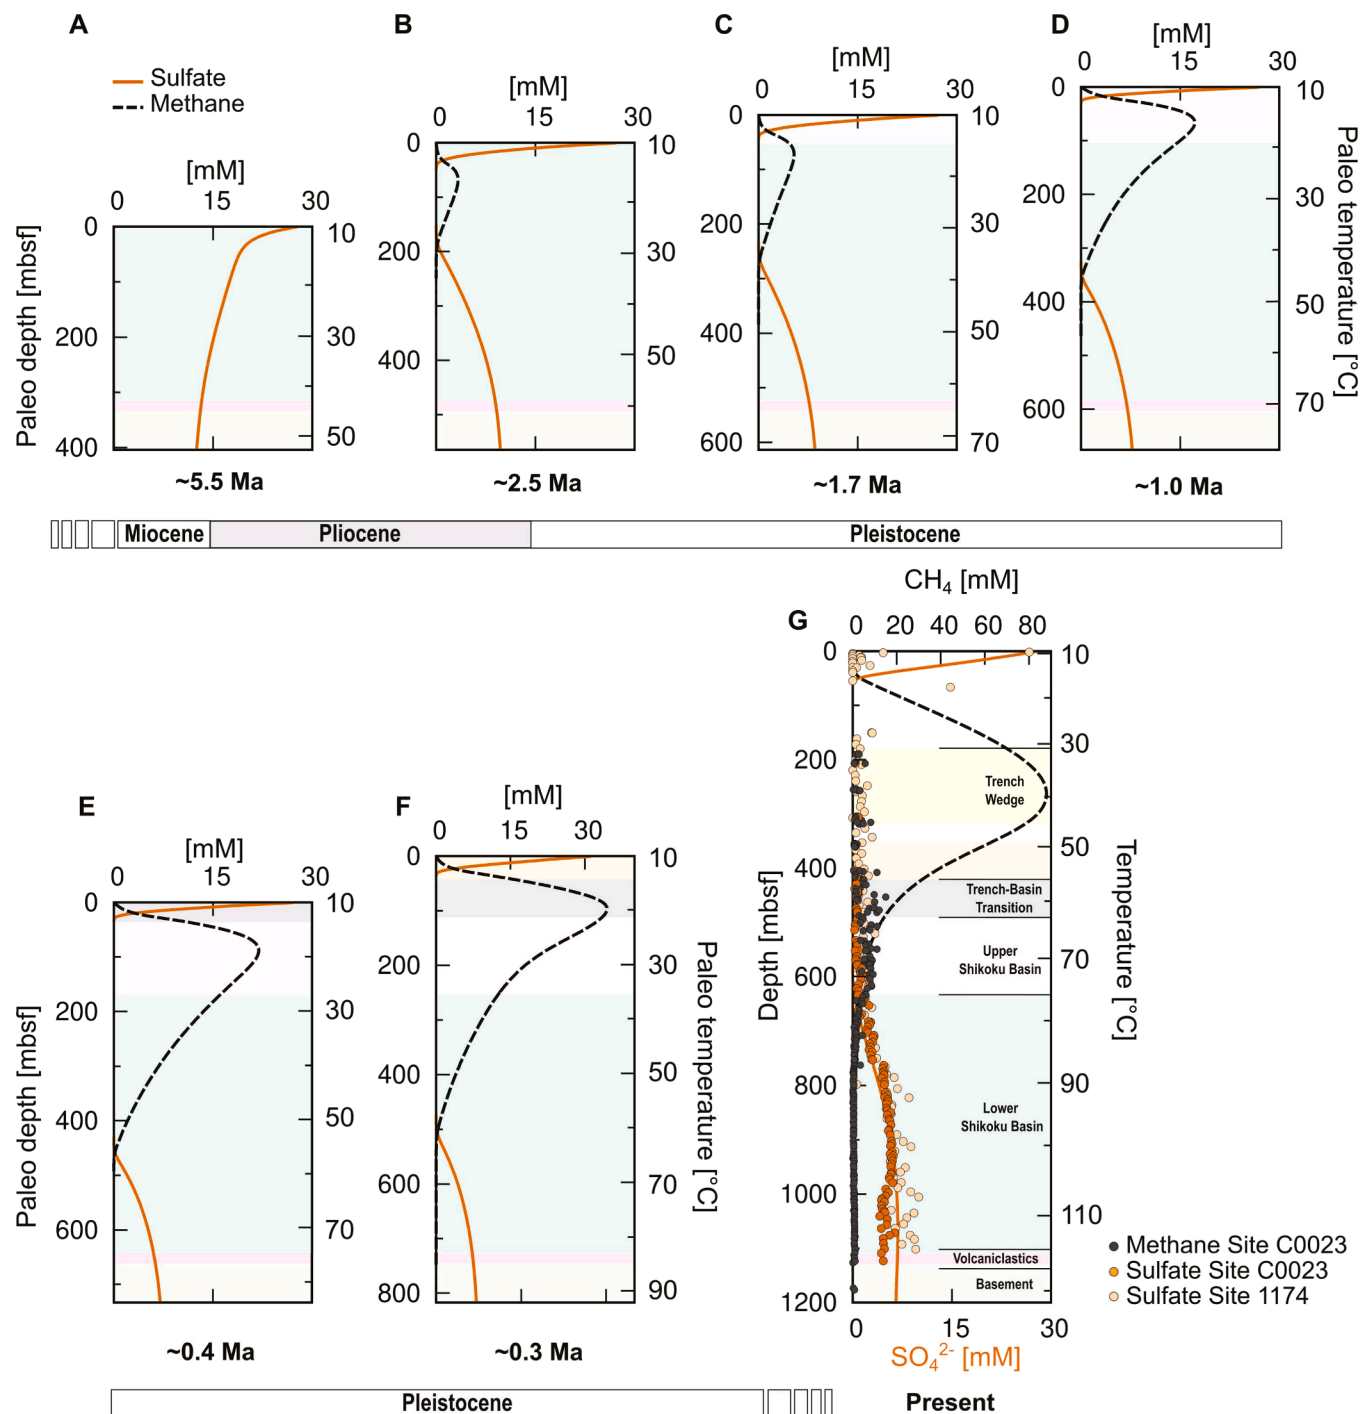 A
B
C
D
Sulfate
Methane
[mM]
0 15 30
[mM]
0 15 30
[mM]
0 15 30
[mM]
0 15 30
Paleo depth [mbsf]
0
200
400
10
30
50
0
200
400
10
30
50
0
200
400
600
10
30
50
70
0
200
400
600
10
30
50
70
Paleo temperature [°C]
~5.5 Ma
~2.5 Ma
~1.7 Ma
~1.0 Ma
Miocene
Pliocene
Pleistocene
E
[mM]
0 15 30
Paleo depth [mbsf]
0
200
400
600
10
30
50
70
~0.4 Ma
F
[mM]
0 15 30
0
200
400
600
800
10
30
50
70
90
Paleo temperature [°C]
~0.3 Ma
Pleistocene
G
CH4 [mM]
0 20 40 60 80
Depth [mbsf]
0
200
400
600
800
1000
1200
10
30
50
70
90
110
Temperature [°C]
Trench
Wedge
Trench-Basin
Transition
Upper
Shikoku Basin
Lower
Shikoku Basin
Volcaniclastics
Basement
0 15 30
SO4 2- [mM]
Present
Methane Site C0023
Sulfate Site C0023
Sulfate Site 1174